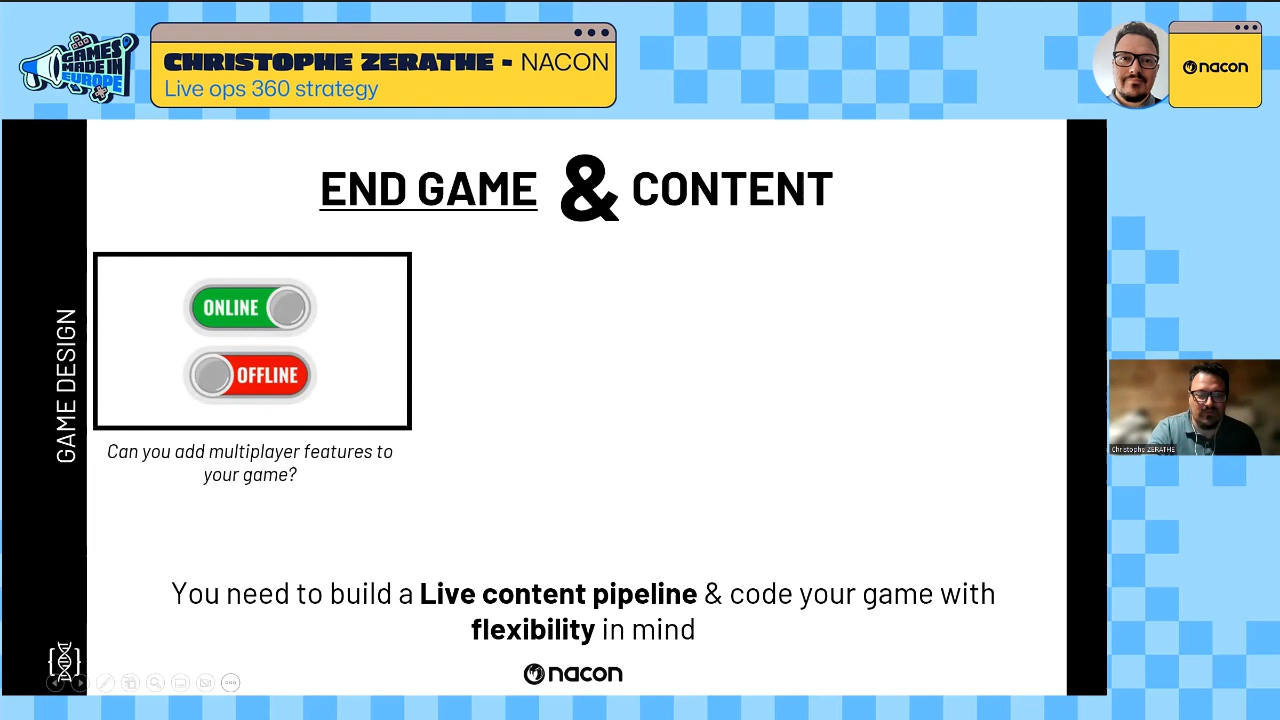 GAMES
MADE IN
EUROPE
CHRISTOPHE ZERATHE - NACON
Live ops 360 strategy
nacon
END GAME & CONTENT
GAME DESIGN
ONLINE
OFFLINE
Can you add multiplayer features to
your game?
Christophe ZERATHE
You need to build a Live content pipeline & code your game with
flexibility in mind
nacon